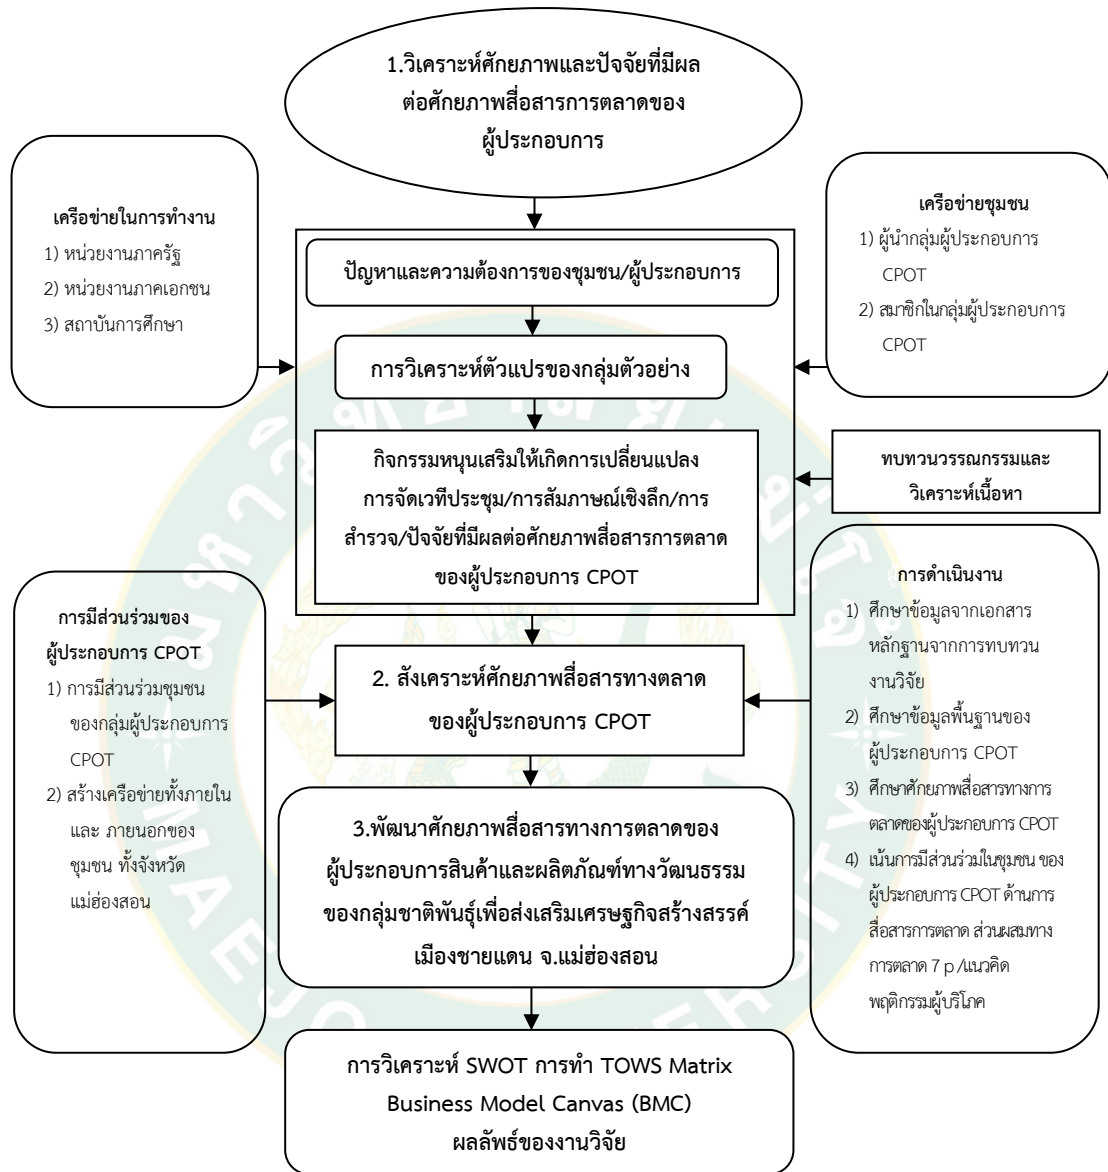 1.วิเคราะห์ศักยภาพและปัจจัยที่มีผล
ต่อศักยภาพสื่อสารการตลาดของ
ผู้ประกอบการ
เครือข่ายในการทำงาน
1) หน่วยงานภาครัฐ
2) หน่วยงานภาคเอกชน
3) สถาบันการศึกษา
เครือข่ายชุมชน
1) ผู้นำกลุ่มผู้ประกอบการ
CPOT
2) สมาชิกในกลุ่มผู้ประกอบการ
CPOT
ปัญหาและความต้องการของชุมชน/ผู้ประกอบการ
การวิเคราะห์ตัวแปรของกลุ่มตัวอย่าง
กิจกรรมหนุนเสริมให้เกิดการเปลี่ยนแปลง
การจัดเวทีประชุม/การสัมภาษณ์เชิงลึก/การ
สำรวจ/ปัจจัยที่มีผลต่อศักยภาพสื่อสารการตลาด
ของผู้ประกอบการ CPOT
ทบทวนวรรณกรรมและ
วิเคราะห์เนื้อหา
การมีส่วนร่วมของ
ผู้ประกอบการ CPOT
1) การมีส่วนร่วมชุมชน
ของกลุ่มผู้ประกอบการ
CPOT
2) สร้างเครือข่ายทั้งภายใน
และ ภายนอกของ
ชุมชน ทั้งจังหวัด
แม่ฮ่องสอน
2. สังเคราะห์ศักยภาพสื่อสารทางตลาด
ของผู้ประกอบการ CPOT
การดำเนินงาน
1) ศึกษาข้อมูลจากเอกสาร
หลักฐานจากการทบทวน
งานวิจัย
2) ศึกษาข้อมูลพื้นฐานของ
ผู้ประกอบการ CPOT
3) ศึกษาศักยภาพสื่อสารทางการ
ตลาดของผู้ประกอบการ CPOT
4) เน้นการมีส่วนร่วมในชุมชน ของ
ผู้ประกอบการ CPOT ด้านการ
สื่อสารการตลาด ส่วนผสมทาง
การตลาด 7 p /แนวคิด
พฤติกรรมผู้บริโภค
3.พัฒนาศักยภาพสื่อสารทางการตลาดของ
ผู้ประกอบการสินค้าและผลิตภัณฑ์ทางวัฒนธรรม
ของกลุ่มชาติพันธุ์เพื่อส่งเสริมเศรษฐกิจสร้างสรรค์
เมืองชายแดน จ.แม่ฮ่องสอน
การวิเคราะห์ SWOT การทำ TOWS Matrix
Business Model Canvas (BMC)
ผลลัพธ์ของงานวิจัย